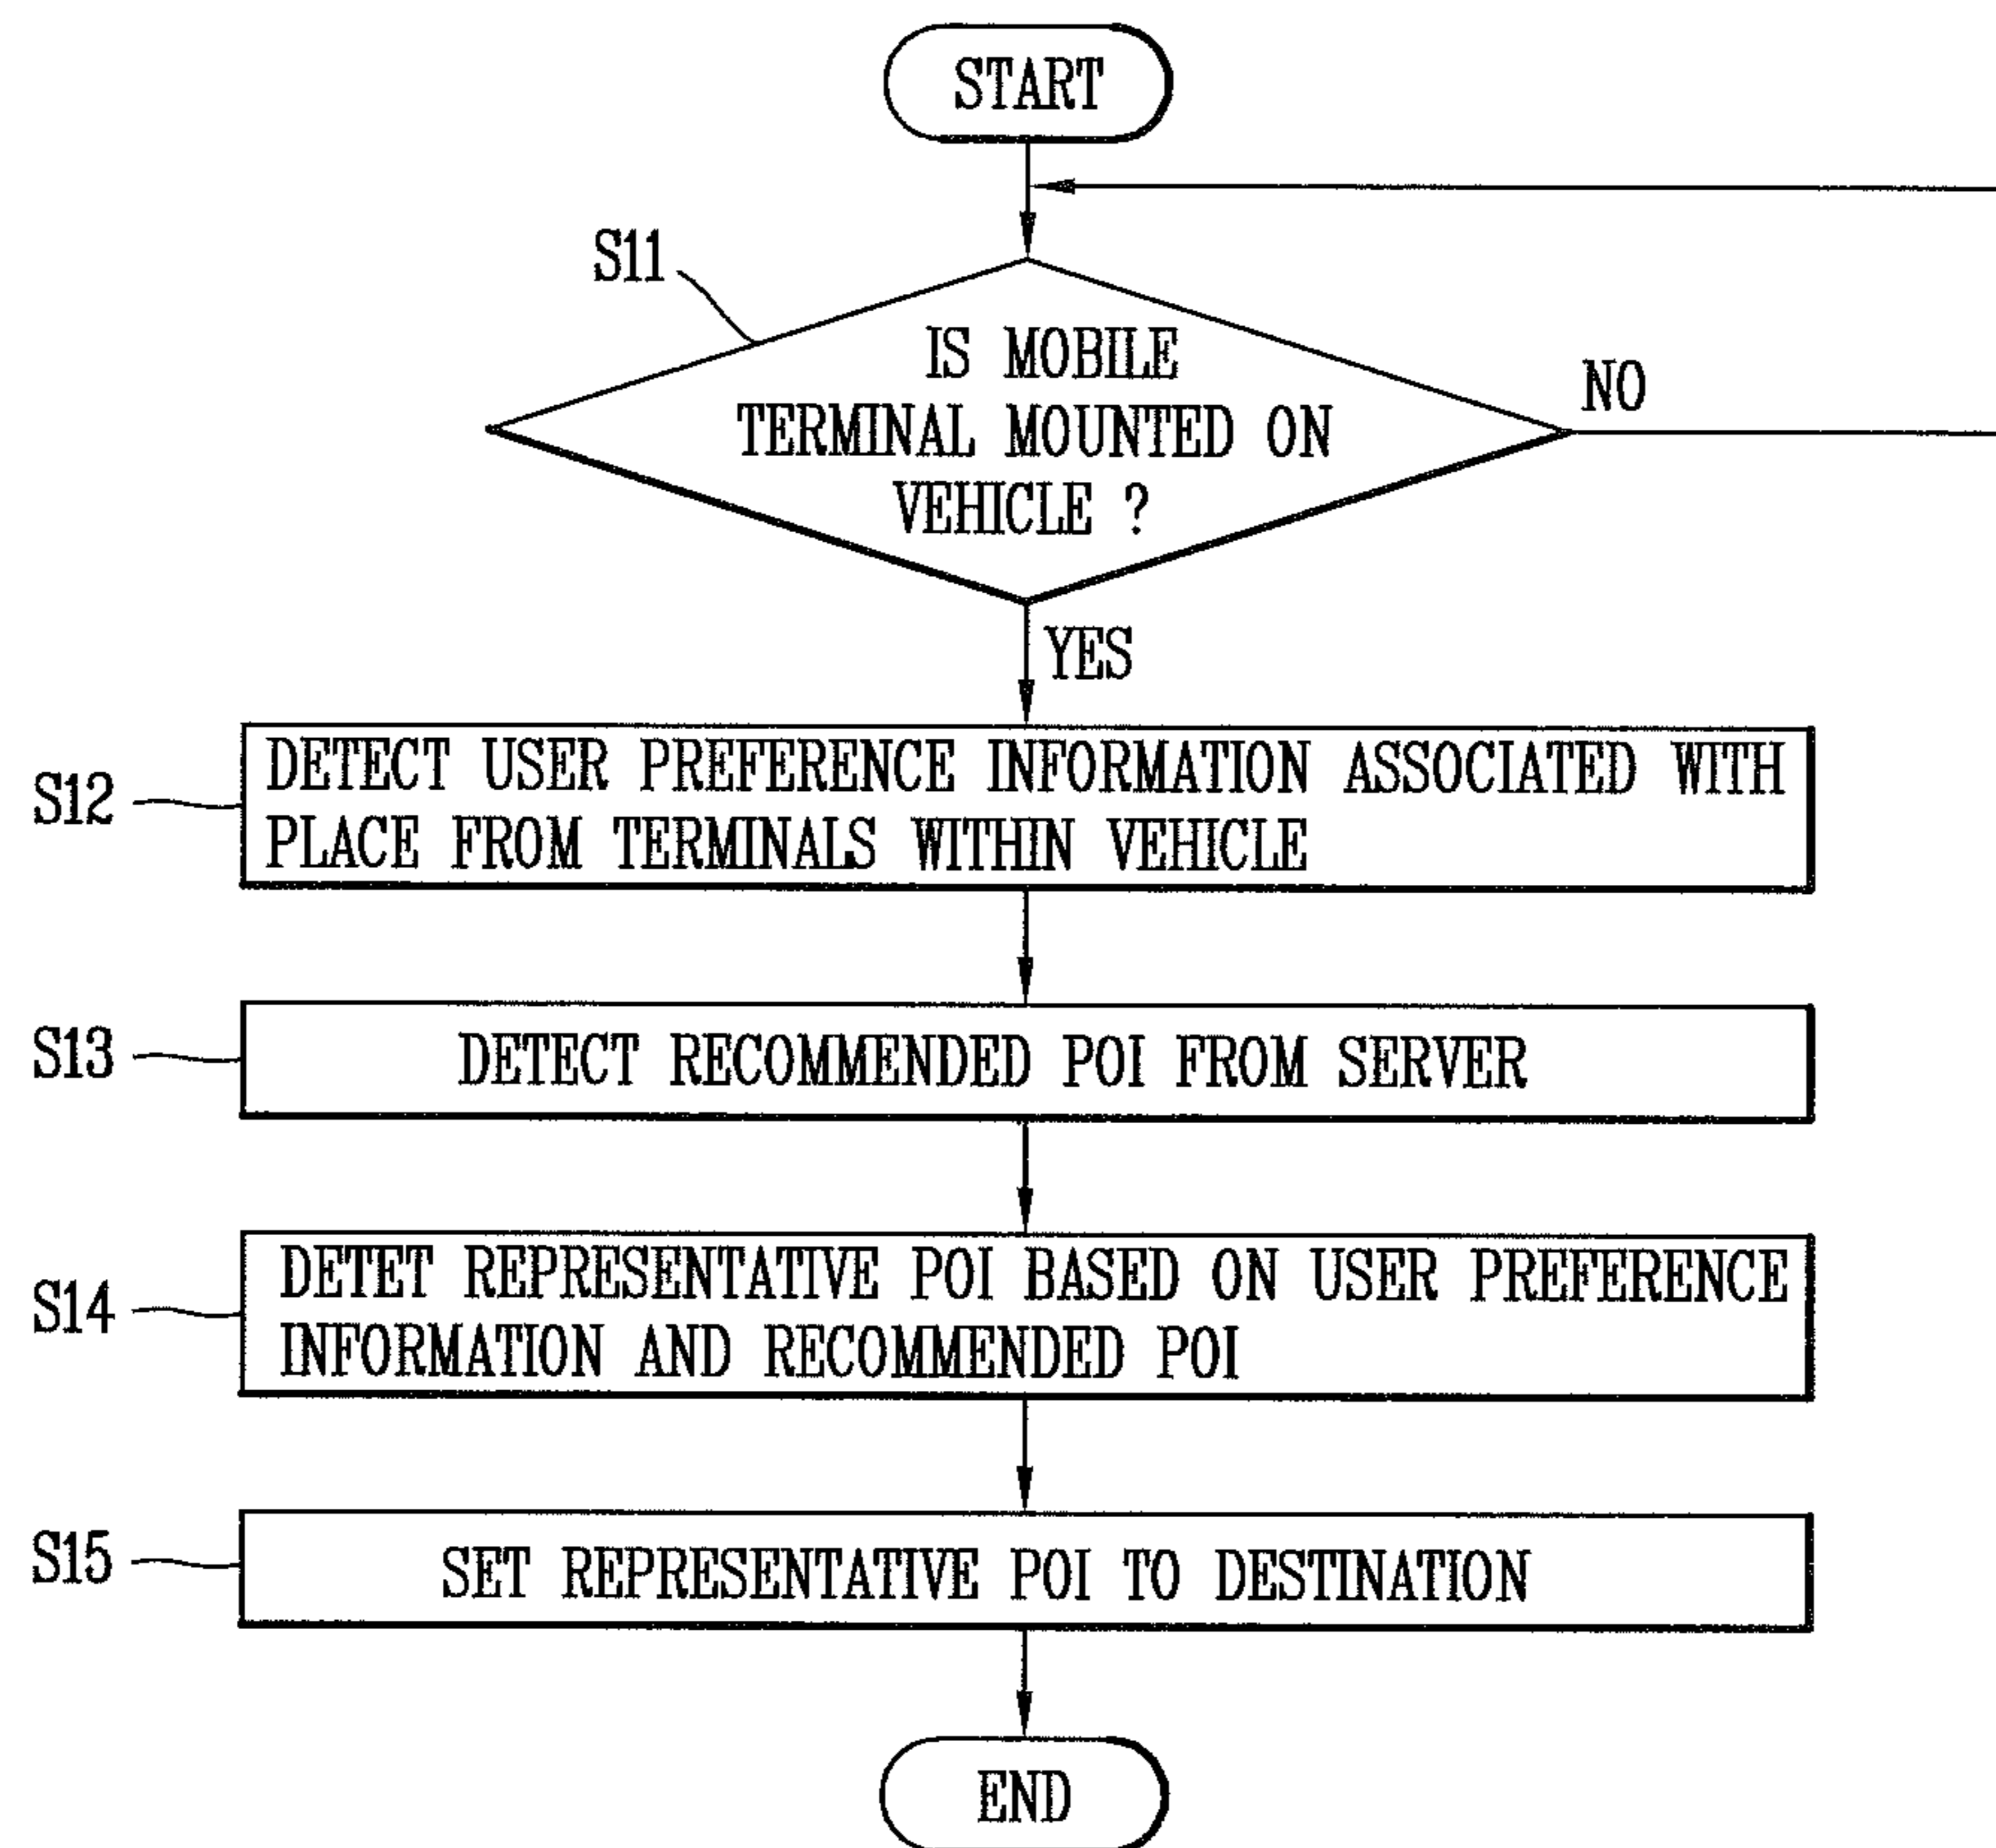 START
S11
IS MOBILE
TERMINAL MOUNTED ON
VEHICLE ?
NO
YES
S12
DETECT USER PREFERENCE INFORMATION ASSOCIATED WITH
PLACE FROM TERMINALS WITHIN VEHICLE
S13
DETECT RECOMMENDED POI FROM SERVER
S14
DETET REPRESENTATIVE POI BASED ON USER PREFERENCE
INFORMATION AND RECOMMENDED POI
S15
SET REPRESENTATIVE POI TO DESTINATION
END